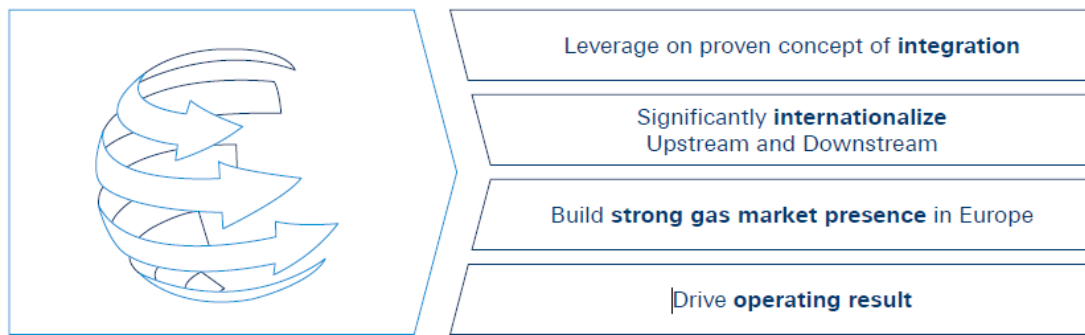 Leverage on proven concept of integration
Significantly internationalize
Upstream and Downstream
Build strong gas market presence in Europe
Drive operating result